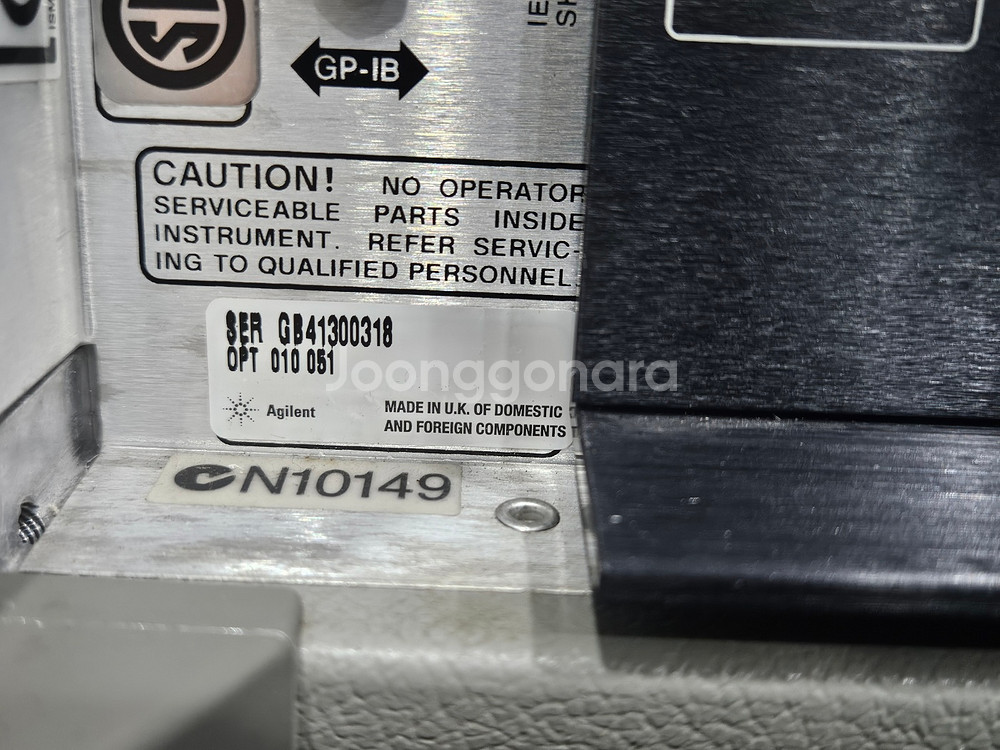 GP-IB
CAUTION! NO OPERATOR
SERVICEABLE PARTS INSIDE
INSTRUMENT. REFER SERVIC-
ING TO QUALIFIED PERSONNEL.
SER GB41300318
OPT 010 051
Joonggonara
Agilent
MADE IN U.K. OF DOMESTIC
AND FOREIGN COMPONENTS
N10149